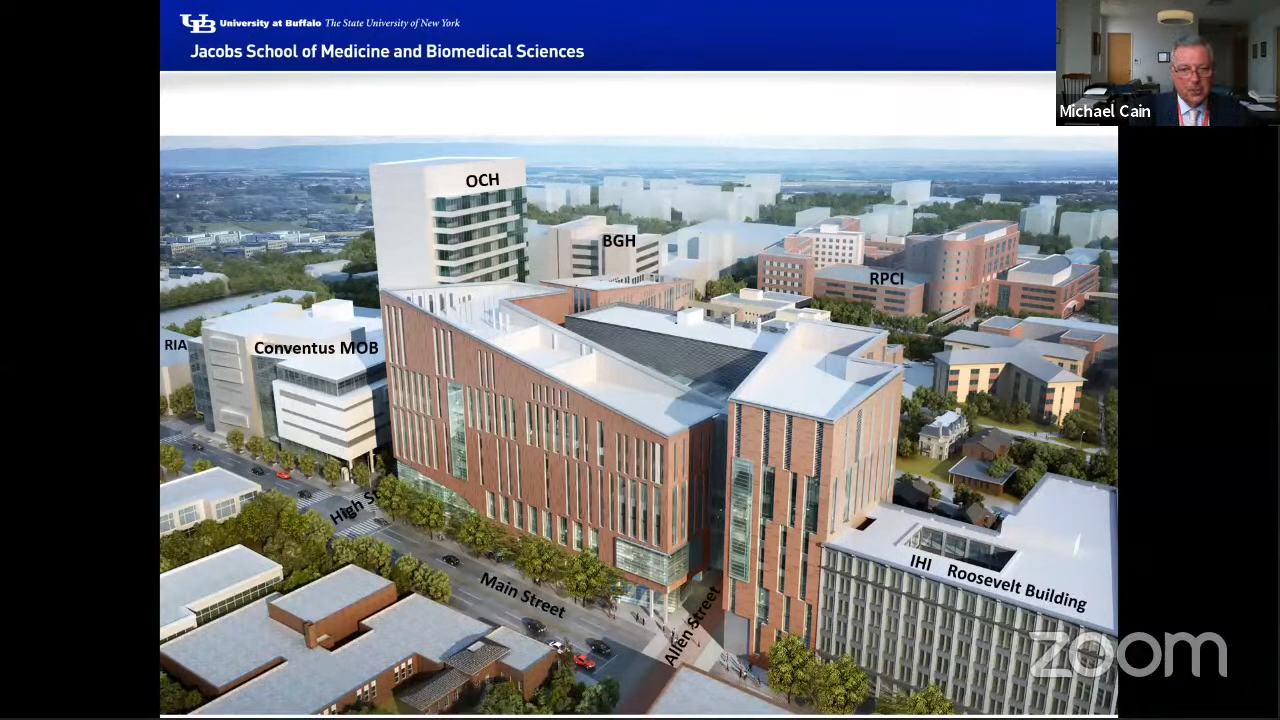 UB University at Buffalo The State University of New York
Jacobs School of Medicine and Biomedical Sciences
Michael Cain
OCH
BGH
RPCI
RIA
Conventus MOB
High St
Main Street
Allen Street
IHI Roosevelt Building
zoom